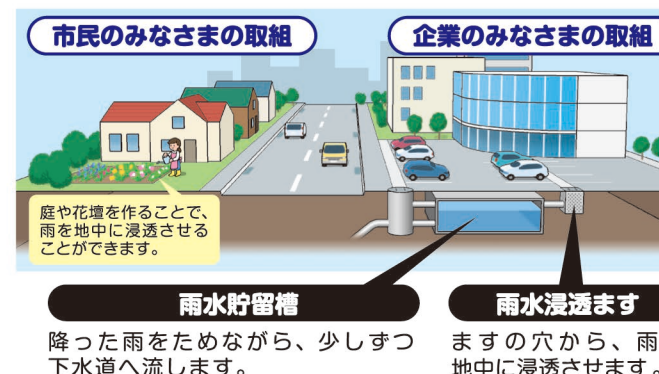 市民のみなさまの取組
企業のみなさまの取組
庭や花壇を作ることで、
雨を地中に浸透させる
ことができます。
雨水貯留槽
降った雨をためながら、少しずつ
下水道へ流します。
雨水浸透ます
ますの穴から、雨
地中に浸透させます。